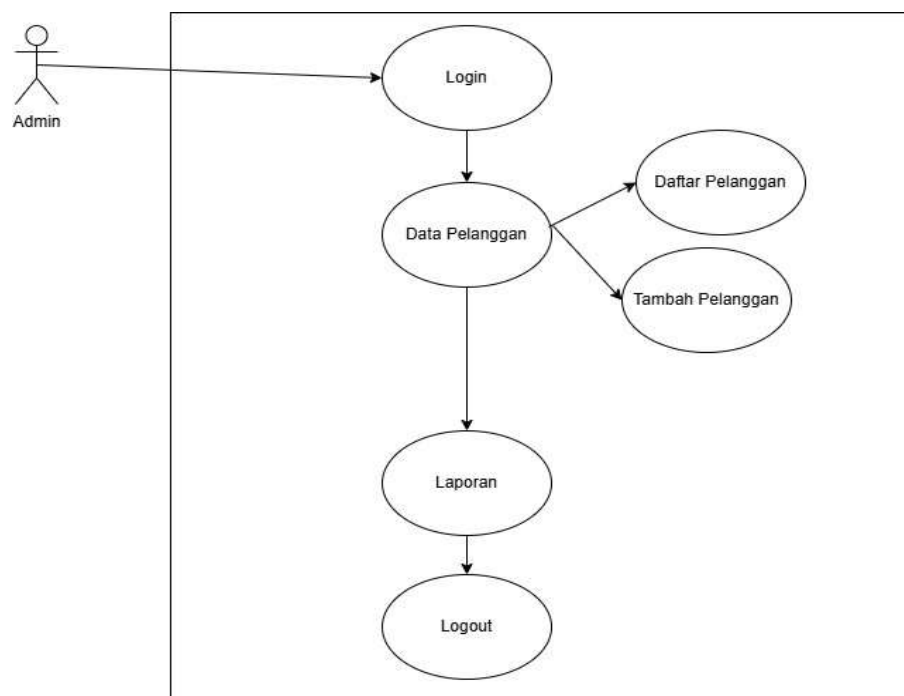 Admin
Login
Data Pelanggan
Daftar Pelanggan
Tambah Pelanggan
Laporan
Logout